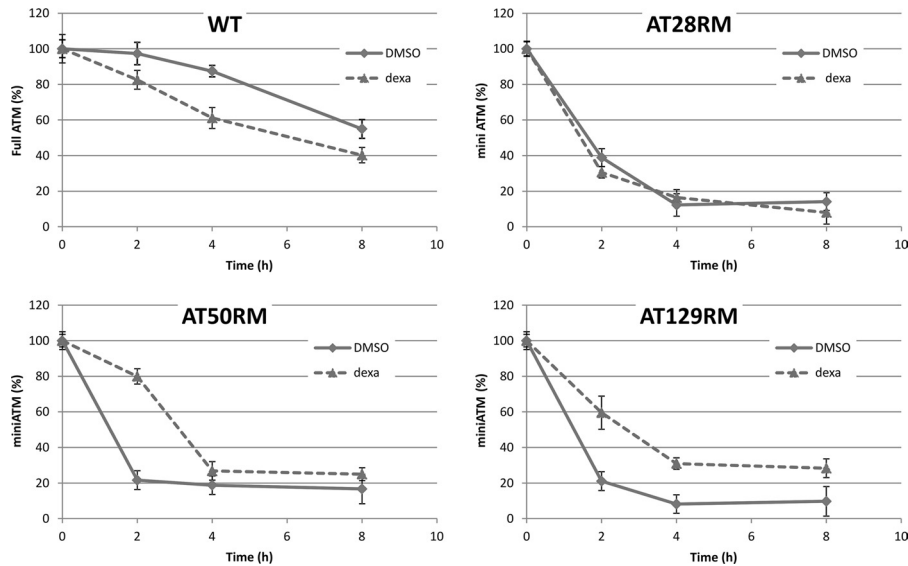 WT
Full ATM (%)
120
100
80
60
40
20
0
0 2 4 6 8 10
Time (h)
DMSO
dexa
AT28RM
mini ATM (%)
120
100
80
60
40
20
0
0 2 4 6 8 10
Time (h)
DMSO
dexa
AT50RM
miniATM (%)
120
100
80
60
40
20
0
0 2 4 6 8 10
Time (h)
DMSO
dexa
AT129RM
miniATM (%)
120
100
80
60
40
20
0
0 2 4 6 8 10
Time (h)
DMSO
dexa